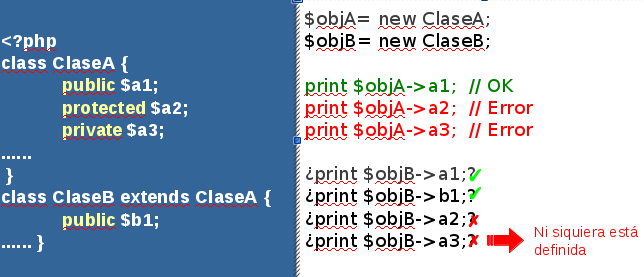 <?php
class ClaseA {
public $a1;
protected $a2;
private $a3;
......
}
class ClaseB extends ClaseA {
public $b1;
...... }
$objA= new ClaseA;
$objB= new ClaseB;
print $objA->a1; // OK
print $objA->a2; // Error
print $objA->a3; // Error
¿print $objB->a1;?
¿print $objB->b1;?
¿print $objB->a2;?
¿print $objB->a3;?
Ni siquiera está
definida